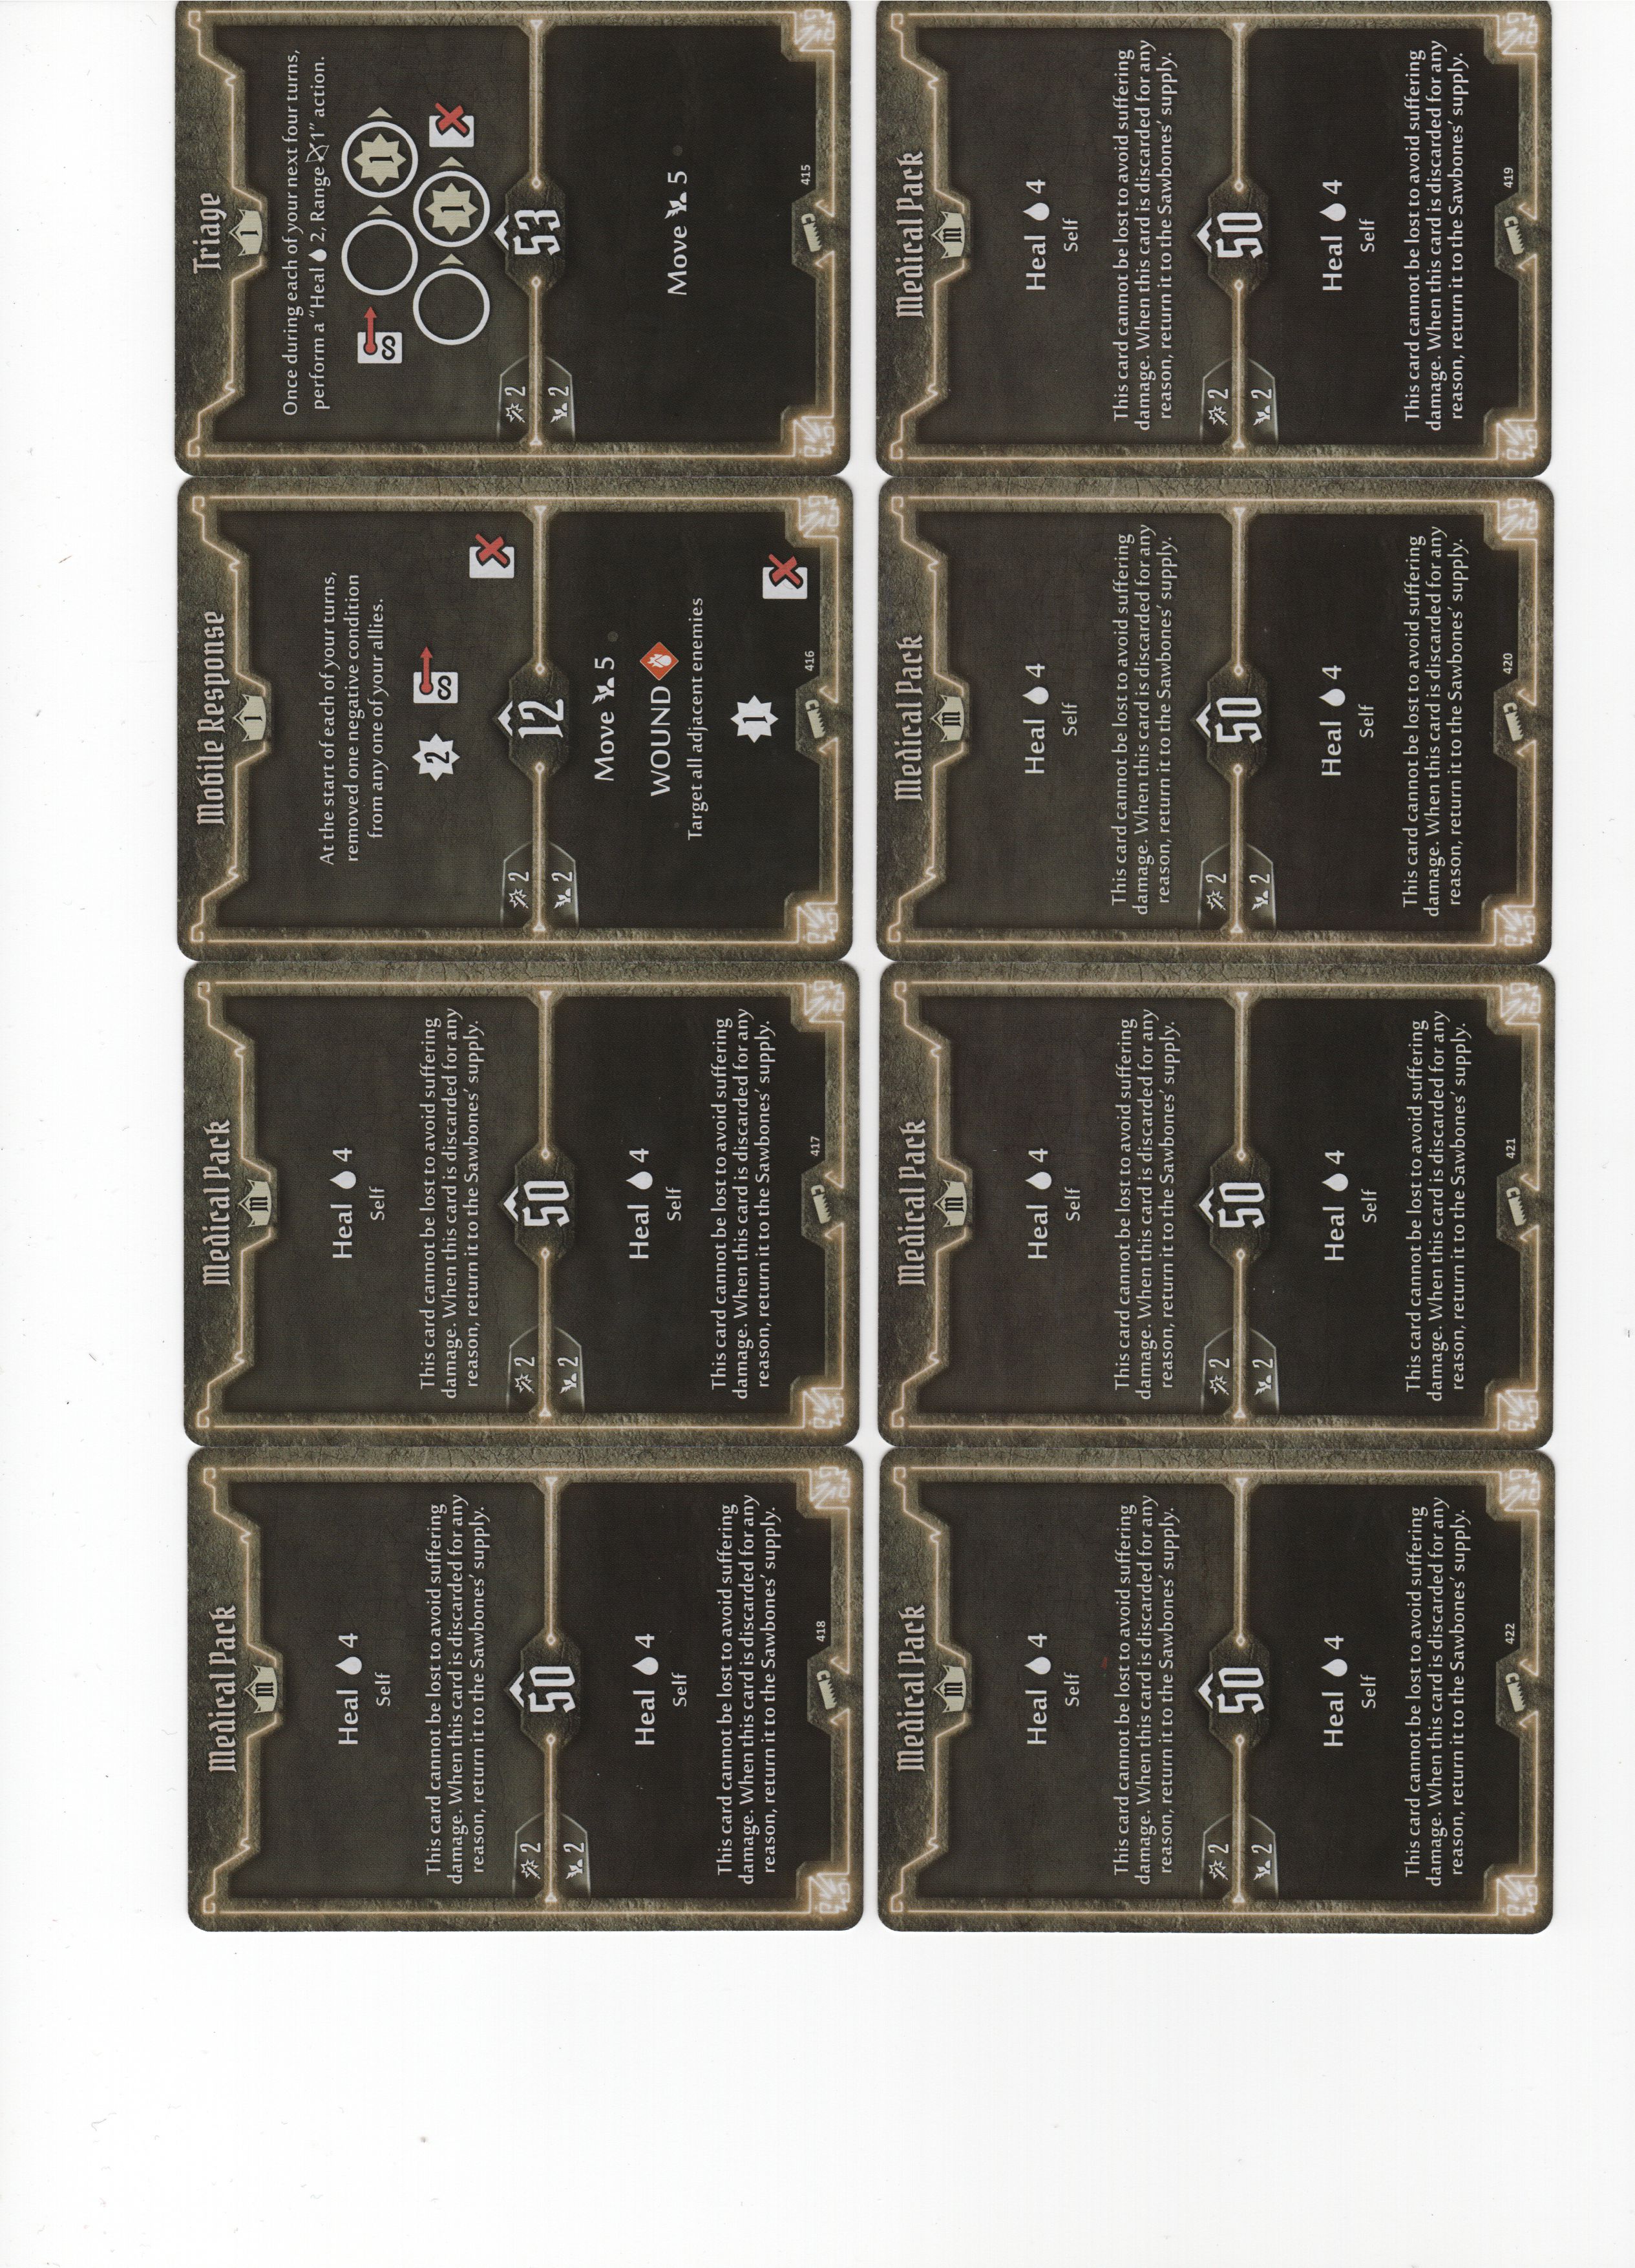 Medical Pack
M
Heal 4
Self
This card cannot be lost to avoid suffering
damage. When this card is discarded for any
reason, return it to the Sawbones' supply.
2
50
2
Heal 4
Self
This card cannot be lost to avoid suffering
damage. When this card is discarded for any
reason, return it to the Sawbones' supply.
418
Medical Pack
M
Heal 4
Self
This card cannot be lost to avoid suffering
damage. When this card is discarded for any
reason, return it to the Sawbones' supply.
2
50
2
Heal 4
Self
This card cannot be lost to avoid suffering
damage. When this card is discarded for any
reason, return it to the Sawbones' supply.
417
Mobile Response
1
At the start of each of your turns,
removed one negative condition
from any one of your allies.
2
2
12
2
Move 5
WOUND
Target all adjacent enemies
1
416
Triage
1
Once during each of your next four turns,
perform a “Heal 2, Range 1” action.
1
1
2
53
2
Move 5
415
Medical Pack
M
Heal 4
Self
This card cannot be lost to avoid suffering
damage. When this card is discarded for any
reason, return it to the Sawbones' supply.
2
50
2
Heal 4
Self
This card cannot be lost to avoid suffering
damage. When this card is discarded for any
reason, return it to the Sawbones' supply.
422
Medical Pack
M
Heal 4
Self
This card cannot be lost to avoid suffering
damage. When this card is discarded for any
reason, return it to the Sawbones' supply.
2
50
2
Heal 4
Self
This card cannot be lost to avoid suffering
damage. When this card is discarded for any
reason, return it to the Sawbones' supply.
421
Medical Pack
M
Heal 4
Self
This card cannot be lost to avoid suffering
damage. When this card is discarded for any
reason, return it to the Sawbones' supply.
2
50
2
Heal 4
Self
This card cannot be lost to avoid suffering
damage. When this card is discarded for any
reason, return it to the Sawbones' supply.
420
Medical Pack
M
Heal 4
Self
This card cannot be lost to avoid suffering
damage. When this card is discarded for any
reason, return it to the Sawbones' supply.
2
50
2
Heal 4
Self
This card cannot be lost to avoid suffering
damage. When this card is discarded for any
reason, return it to the Sawbones' supply.
419